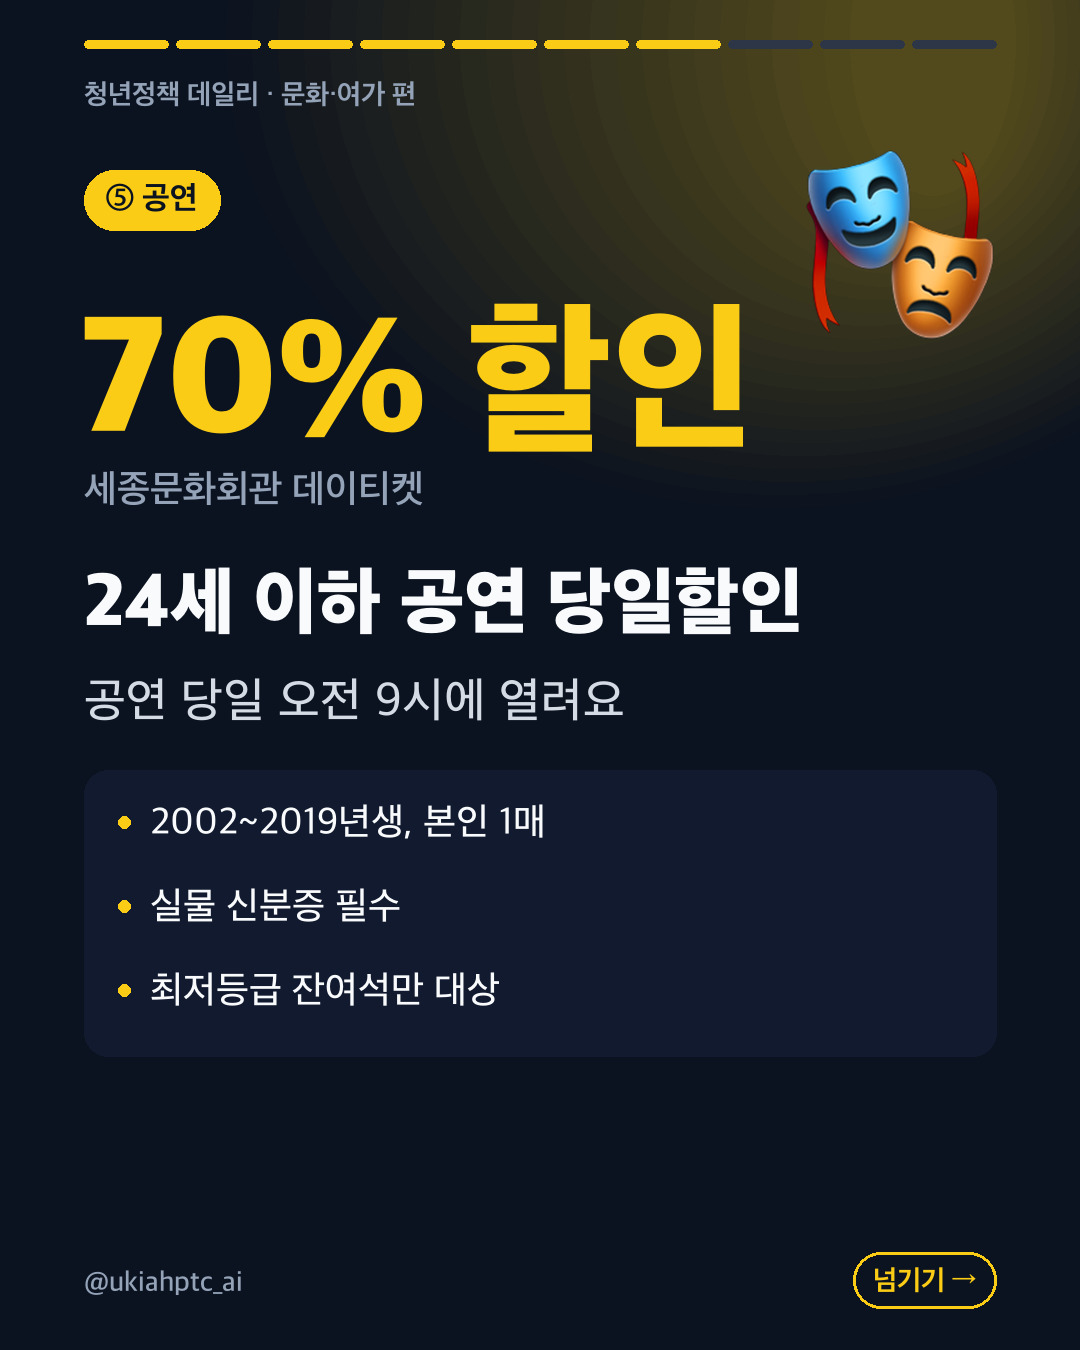 청년정책 데일리 · 문화·여가 편
⑤ 공연
70% 할인
세종문화회관 데이티켓
24세 이하 공연 당일할인
공연 당일 오전 9시에 열려요
• 2002~2019년생, 본인 1매
• 실물 신분증 필수
• 최저등급 잔여석만 대상
@ukiahptc_ai
넘기기 →